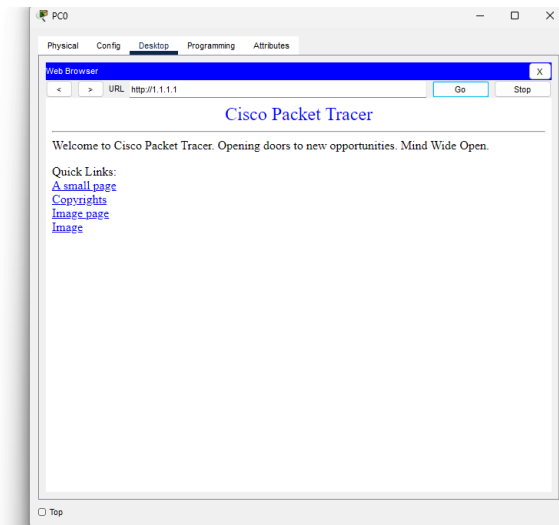 PC0
Physical Config Desktop Programming Attributes
Web Browser X
< > URL http://1.1.1.1 Go Stop
Cisco Packet Tracer
Welcome to Cisco Packet Tracer. Opening doors to new opportunities. Mind Wide Open.
Quick Links:
A small page
Copyrights
Image page
Image
Top